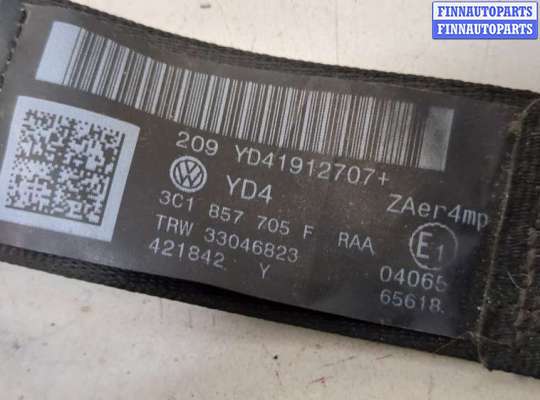 FINNAUTOPARTS
FINNAUTOPARTS
209 YD41912707+
YD4 ZAer4mp
3C1 857 705 F RAA E1
TRW 33046823 04065
421842 Y 65618